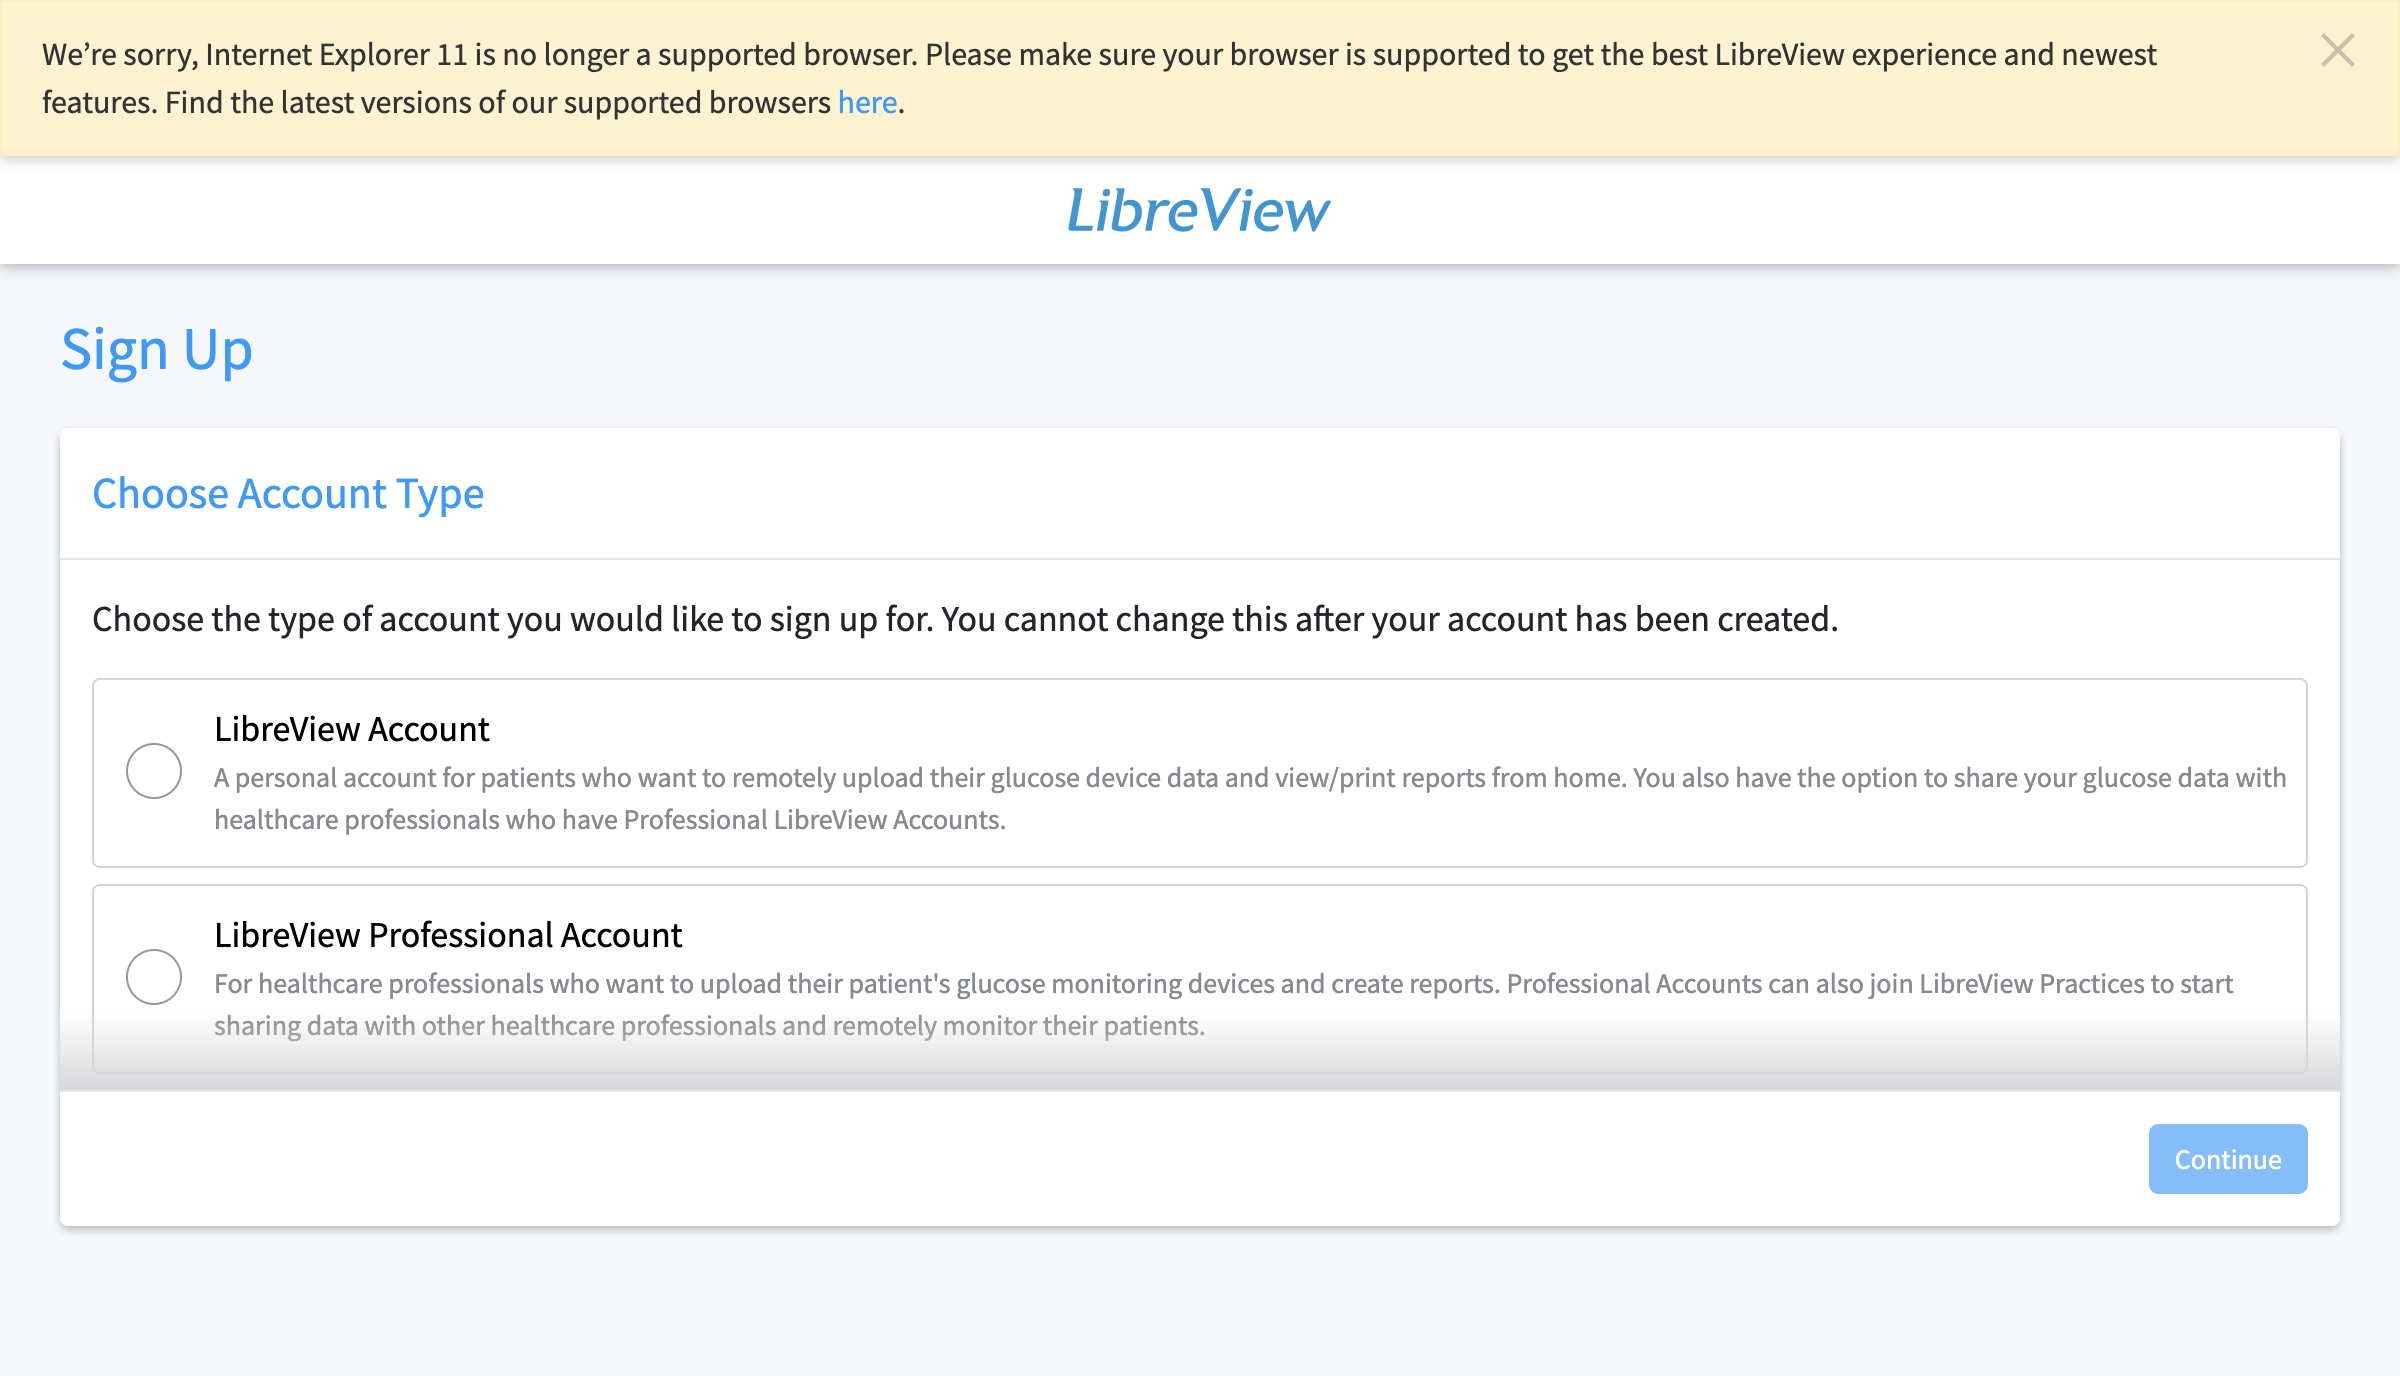 We’re sorry, Internet Explorer 11 is no longer a supported browser. Please make sure your browser is supported to get the best LibreView experience and newest
features. Find the latest versions of our supported browsers here.
LibreView
Sign Up
Choose Account Type
Choose the type of account you would like to sign up for. You cannot change this after your account has been created.
LibreView Account
A personal account for patients who want to remotely upload their glucose device data and view/print reports from home. You also have the option to share your glucose data with
healthcare professionals who have Professional LibreView Accounts.
LibreView Professional Account
For healthcare professionals who want to upload their patient's glucose monitoring devices and create reports. Professional Accounts can also join LibreView Practices to start
sharing data with other healthcare professionals and remotely monitor their patients.
Continue